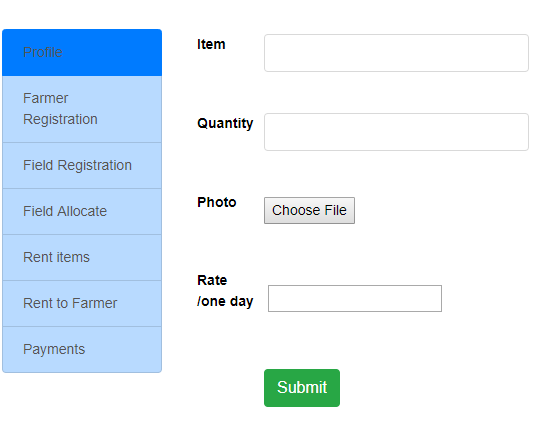 Profile
Farmer
Registration
Field Registration
Field Allocate
Rent items
Rent to Farmer
Payments
Item
Quantity
Photo
Choose File
Rate
/one day
Submit